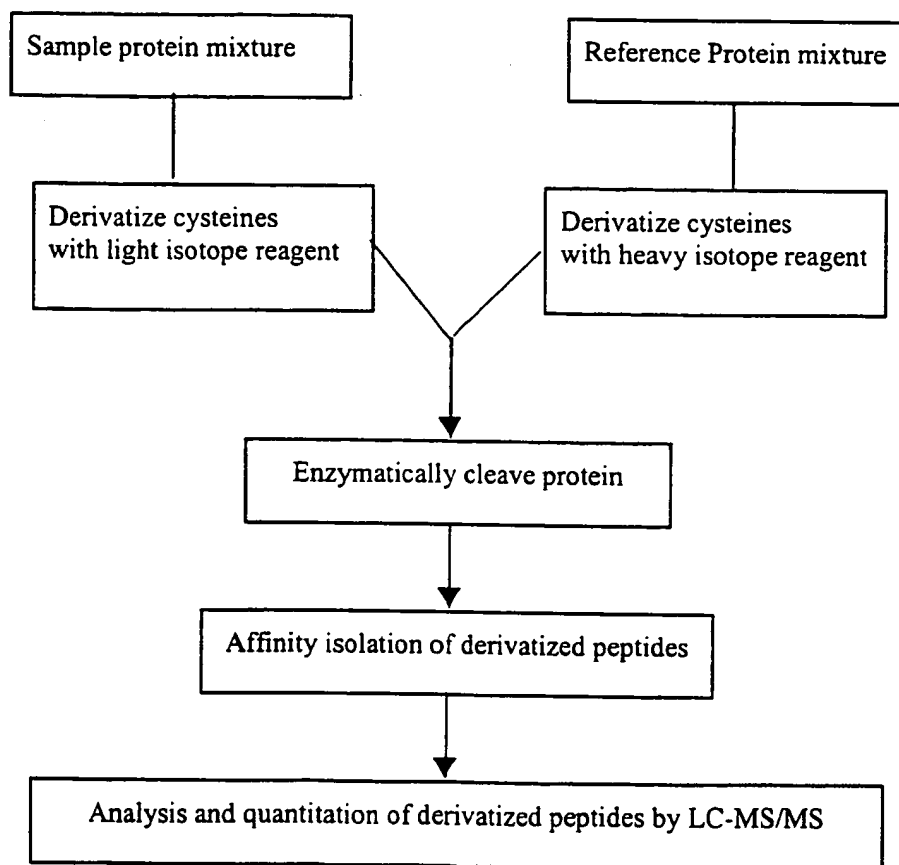 Sample protein mixture
Reference Protein mixture
Derivatize cysteines
with light isotope reagent
Derivatize cysteines
with heavy isotope reagent
Enzymatically cleave protein
Affinity isolation of derivatized peptides
Analysis and quantitation of derivatized peptides by LC-MS/MS